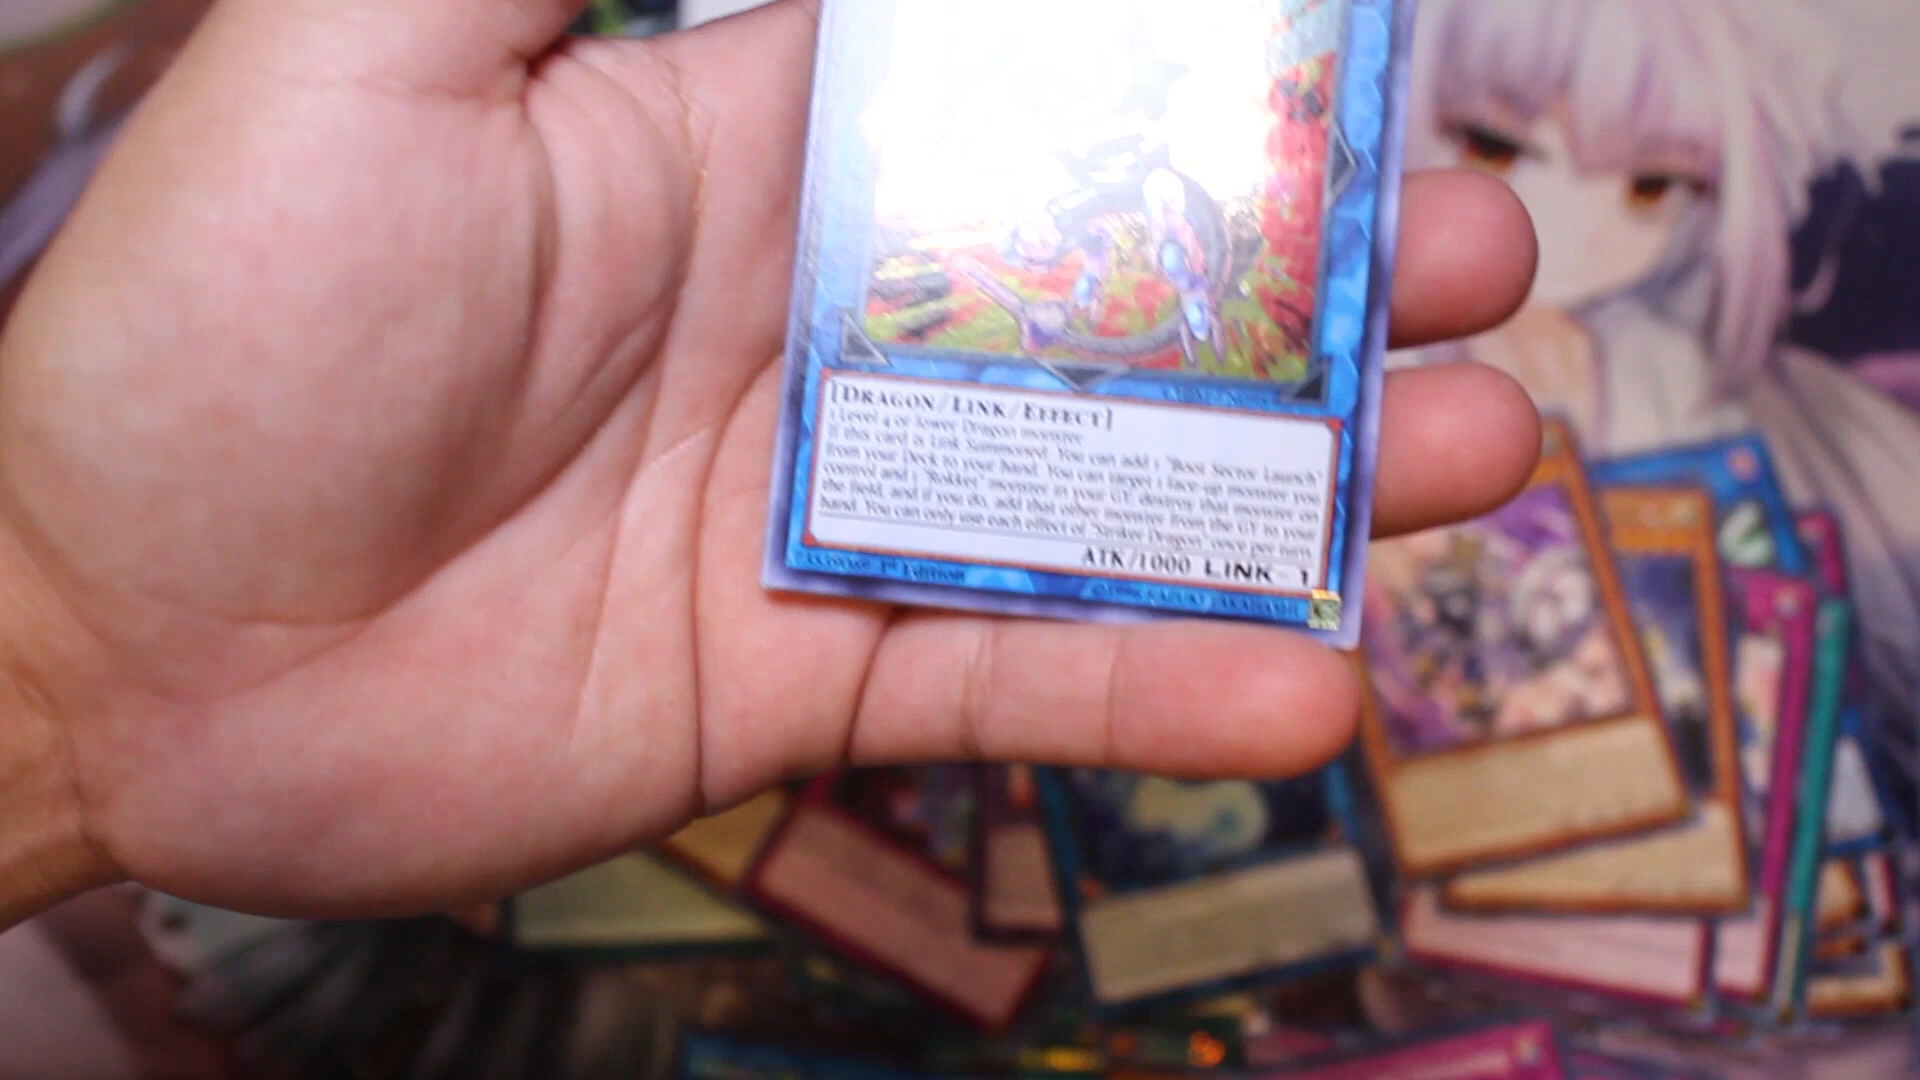 [DRAGON/LINK/EFFECT]
1 Level 4 or lower Dragon monster
If this card is Link Summoned: You can add 1 "Boot Sector Launch"
from your Deck to your hand. You can target 1 face-up monster you
control and 1 "Rokket" monster in your GY; destroy that monster on
the field, and if you do, add that other monster from the GY to your
hand. You can only use each effect of "Striker Dragon" once per turn.
ATK/1000 LINK-1
1st Edition ©1996 KAZUKI TAKAHASHI